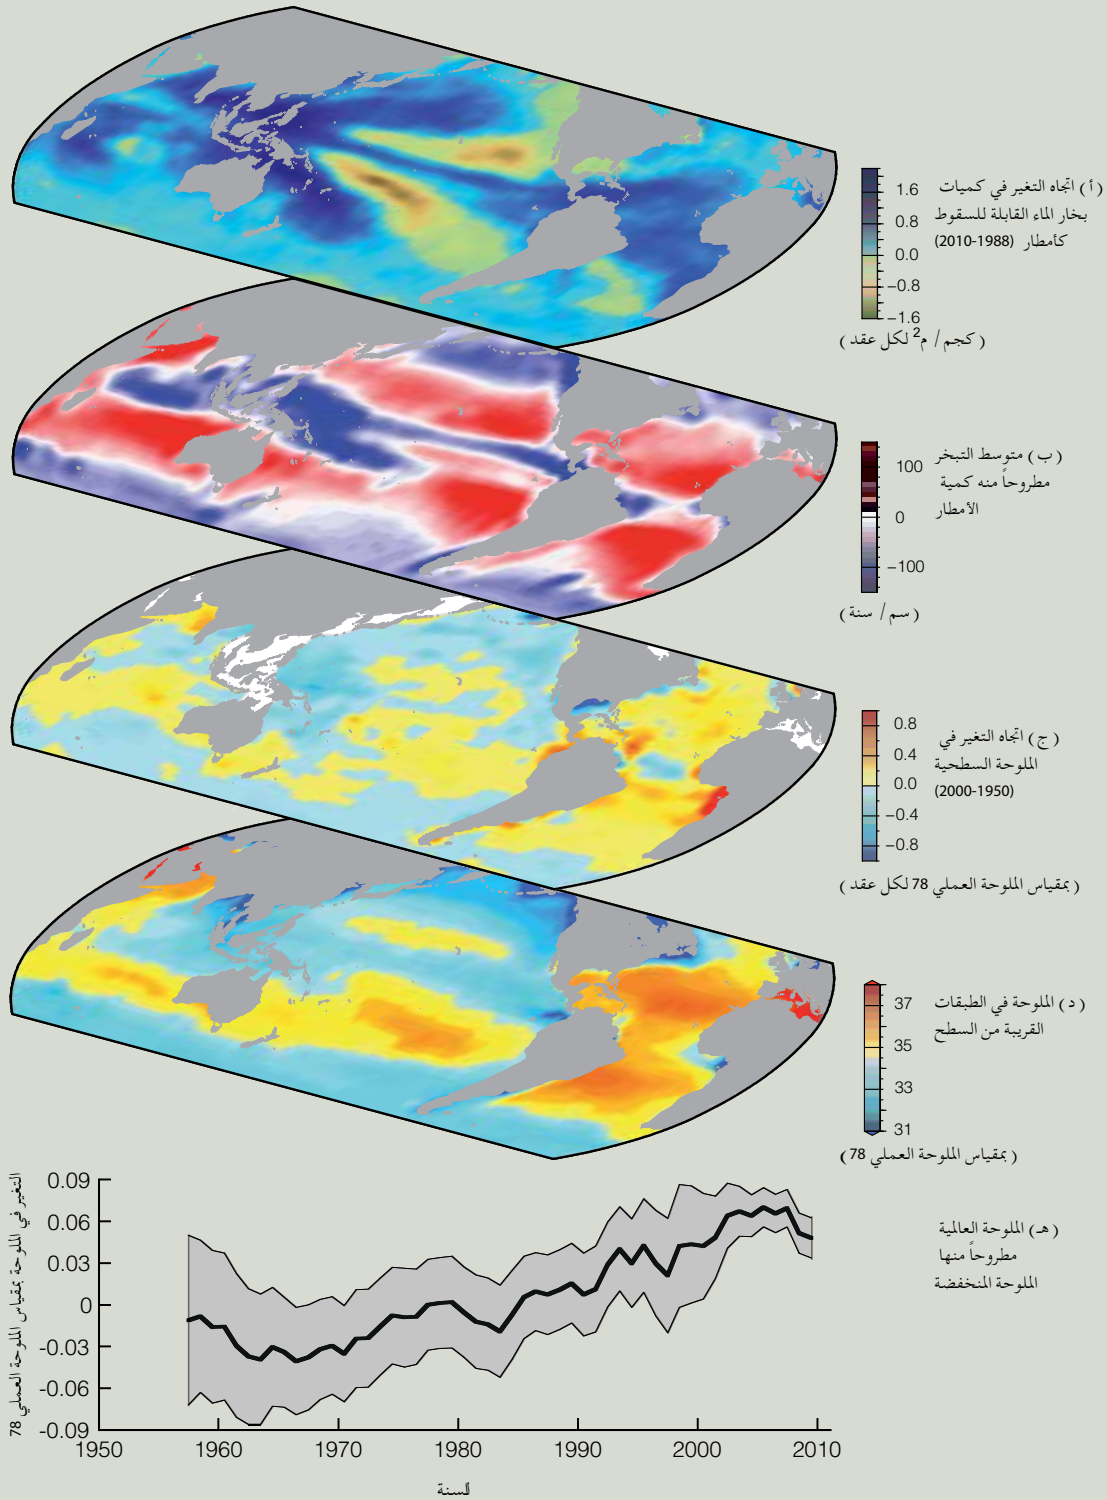 (أ) اتجاه التغير في كميات
بخار الماء القابلة للسقوط
كأمطار (2010-1988)
1.6
0.8
0.0
−0.8
−1.6
(كجم / م2 لكل عقد)
(ب) متوسط التبخر
مطروحاً منه كمية
الأمطار
100
0
−100
(سم / سنة)
(ج) اتجاه التغير في
الملوحة السطحية
(2000-1950)
0.8
0.4
0.0
−0.4
−0.8
(بمقياس الملوحة العملي 78 لكل عقد)
(د) الملوحة في الطبقات
القريبة من السطح
37
35
33
31
(بمقياس الملوحة العملي 78)
(هـ) الملوحة العالمية
مطروحاً منها
الملوحة المنخفضة
التغير في الملوحة بمقياس الملوحة العملي 78
0.09
0.06
0.03
0
-0.03
-0.06
-0.09
1950 1960 1970 1980 1990 2000 2010
السنة